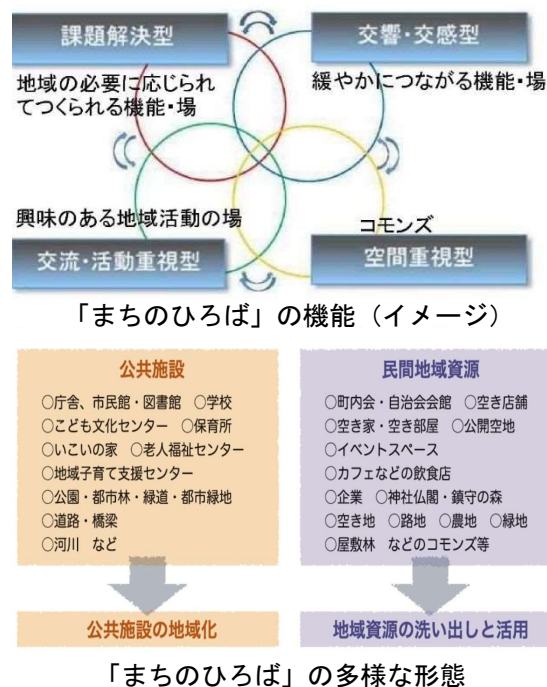 課題解決型
交響・交感型
地域の必要に応じられ
てつくられる機能・場
緩やかにつながる機能・場
興味のある地域活動の場
コモンズ
交流・活動重視型
空間重視型
「まちのひろば」の機能（イメージ）
公共施設
○庁舎、市民館・図書館 ○学校
○こども文化センター ○保育所
○いこいの家 ○老人福祉センター
○地域子育て支援センター
○公園・都市林・緑道・都市緑地
○道路・橋梁
○河川 など
公共施設の地域化
民間地域資源
○町内会・自治会会館 ○空き店舗
○空き家・空き部屋 ○公開空地
○イベントスペース
○カフェなどの飲食店
○企業 ○神社仏閣・鎮守の森
○空き地 ○路地 ○農地 ○緑地
○屋敷林 などのコモンズ等
地域資源の洗い出しと活用
「まちのひろば」の多様な形態